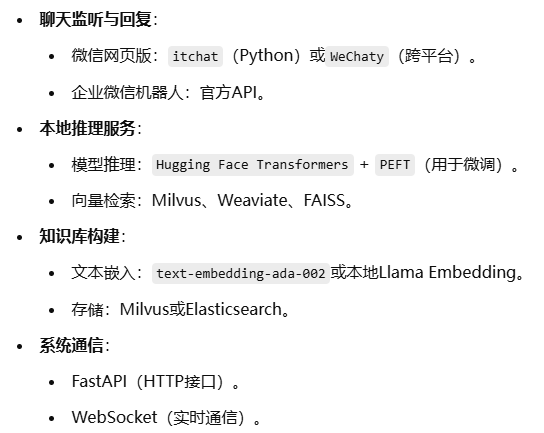 聊天监听与回复：
微信网页版：itchat（Python）或WeChaty（跨平台）。
企业微信机器人：官方API。
本地推理服务：
模型推理：Hugging Face Transformers + PEFT（用于微调）。
向量检索：Milvus、Weaviate、FAISS。
知识库构建：
文本嵌入：text-embedding-ada-002或本地Llama Embedding。
存储：Milvus或Elasticsearch。
系统通信：
FastAPI（HTTP接口）。
WebSocket（实时通信）。